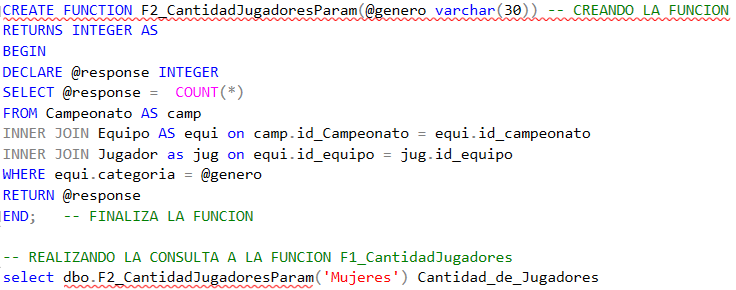 CREATE FUNCTION F2_CantidadJugadoresParam(@genero varchar(30)) -- CREANDO LA FUNCION
RETURNS INTEGER AS
BEGIN
DECLARE @response INTEGER
SELECT @response =  COUNT(*)
FROM Campeonato AS camp
INNER JOIN Equipo AS equi on camp.id_Campeonato = equi.id_campeonato
INNER JOIN Jugador as jug on equi.id_equipo = jug.id_equipo
WHERE equi.categoria = @genero
RETURN @response
END;   -- FINALIZA LA FUNCION
-- REALIZANDO LA CONSULTA A LA FUNCION F1_CantidadJugadores
select dbo.F2_CantidadJugadoresParam('Mujeres') Cantidad_de_Jugadores